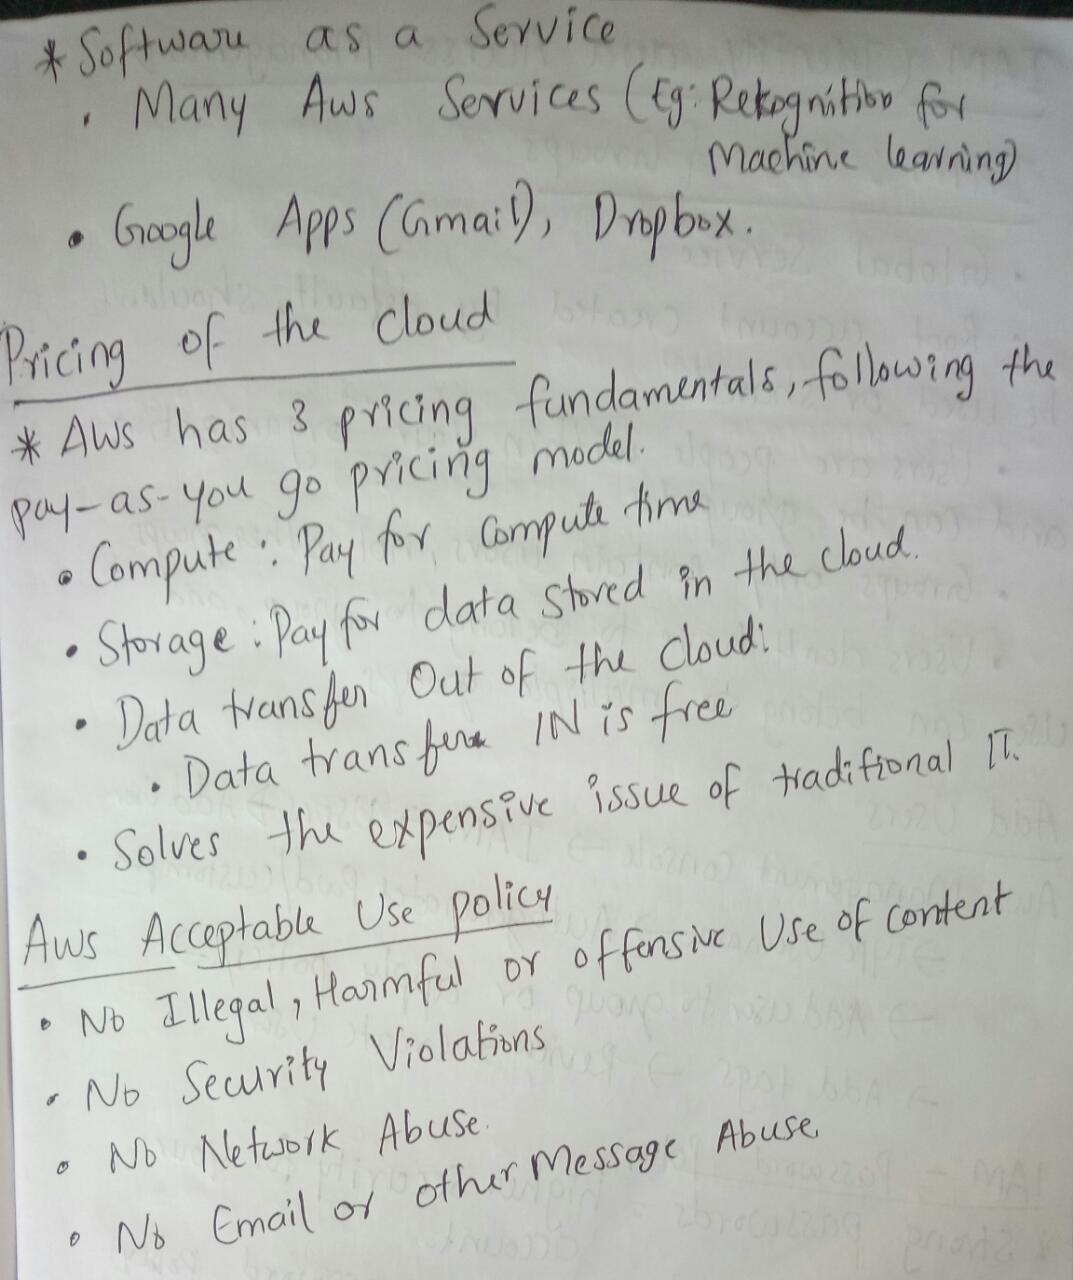 * Software as a Service
• Many Aws Services (Eg: Rekognition for
Machine learning)
• Google Apps (Gmail), Dropbox.
Pricing of the Cloud
* AWS has 3 pricing fundamentals, following the
pay-as-you go pricing model.
• Compute : Pay for Compute time
• Storage : Pay for data stored in the cloud.
• Data transfer Out of the Cloud:
• Data transfer IN is free
• Solves the expensive issue of traditional IT.
Aws Acceptable Use policy
• No Illegal, Harmful or offensive Use of Content
• No Security Violations
• No Network Abuse.
• No Email or other Message Abuse